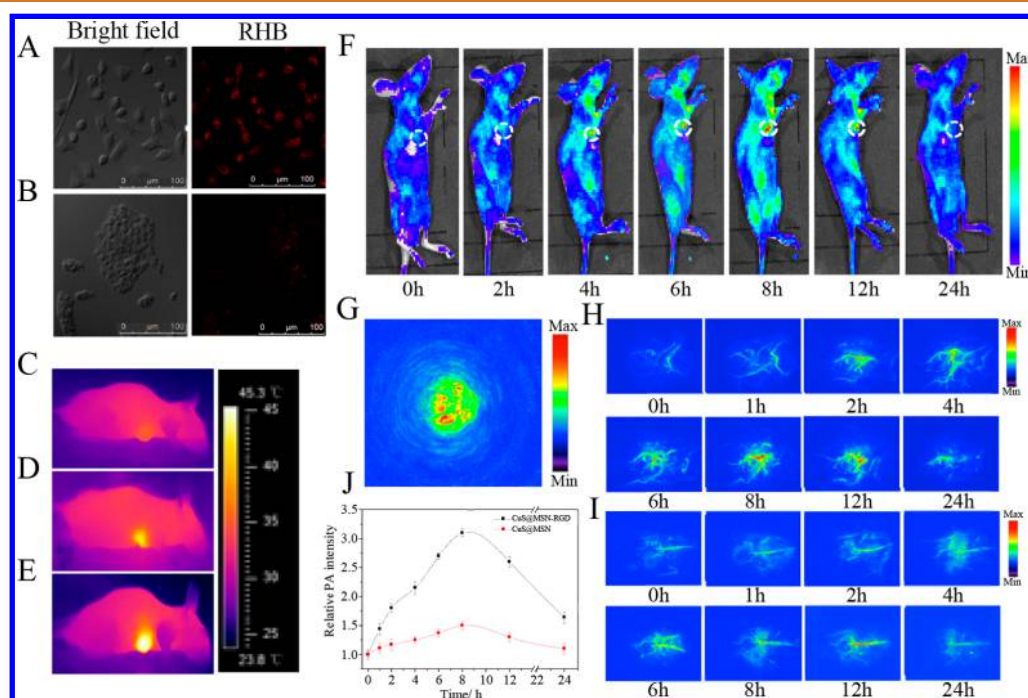 Bright field
RHB
A
0 μm 100
0 μm 100
B
0 μm 100
0 μm 100
C
D
E
45.3 ℃
45
40
35
30
25
23.8 ℃
F
Max
Min
0h 2h 4h 6h 8h 12h 24h
G
Max
Min
H
Max
Min
0h 1h 2h 4h
6h 8h 12h 24h
I
Max
Min
0h 1h 2h 4h
6h 8h 12h 24h
J
CuS@MSN-RGD
CuS@MSN
Relative PA intensity
3.5
3.0
2.5
2.0
1.5
1.0
0 2 4 6 8 10 12 22 24
Time/ h